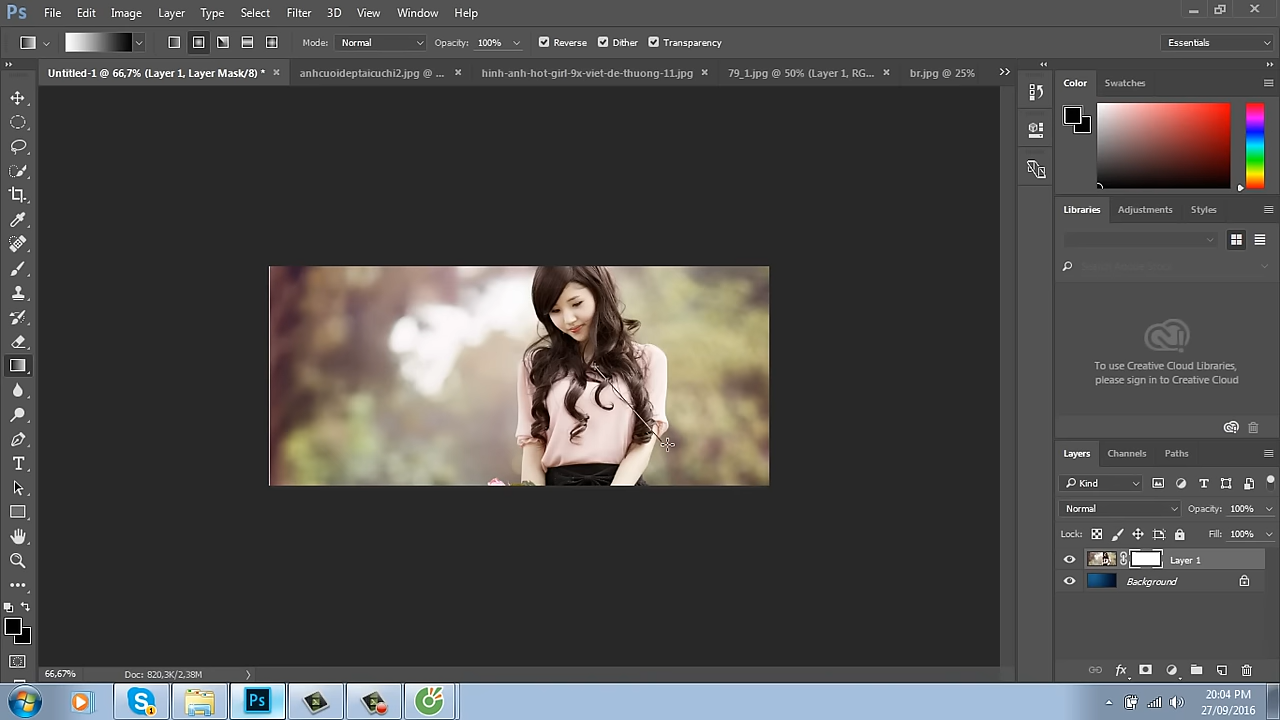 Ps File Edit Image Layer Type Select Filter 3D View Window Help
Mode: Normal Opacity: 100% Reverse Dither Transparency Essentials
Untitled-1 @ 66,7% (Layer 1, Layer Mask/8) * anhcuoideptaicuchi2.jpg @ ... hinh-anh-hot-girl-9x-viet-de-thuong-11.jpg 79_1.jpg @ 50% (Layer 1, RG... br.jpg @ 25%
Color Swatches
Libraries Adjustments Styles
To use Creative Cloud Libraries,
please sign in to Creative Cloud
Layers Channels Paths
Kind
Normal Opacity: 100%
Lock: Fill: 100%
Layer 1
Background
66,67% Doc: 820,3K/2,38M
Ps
20:04 PM
27/09/2016